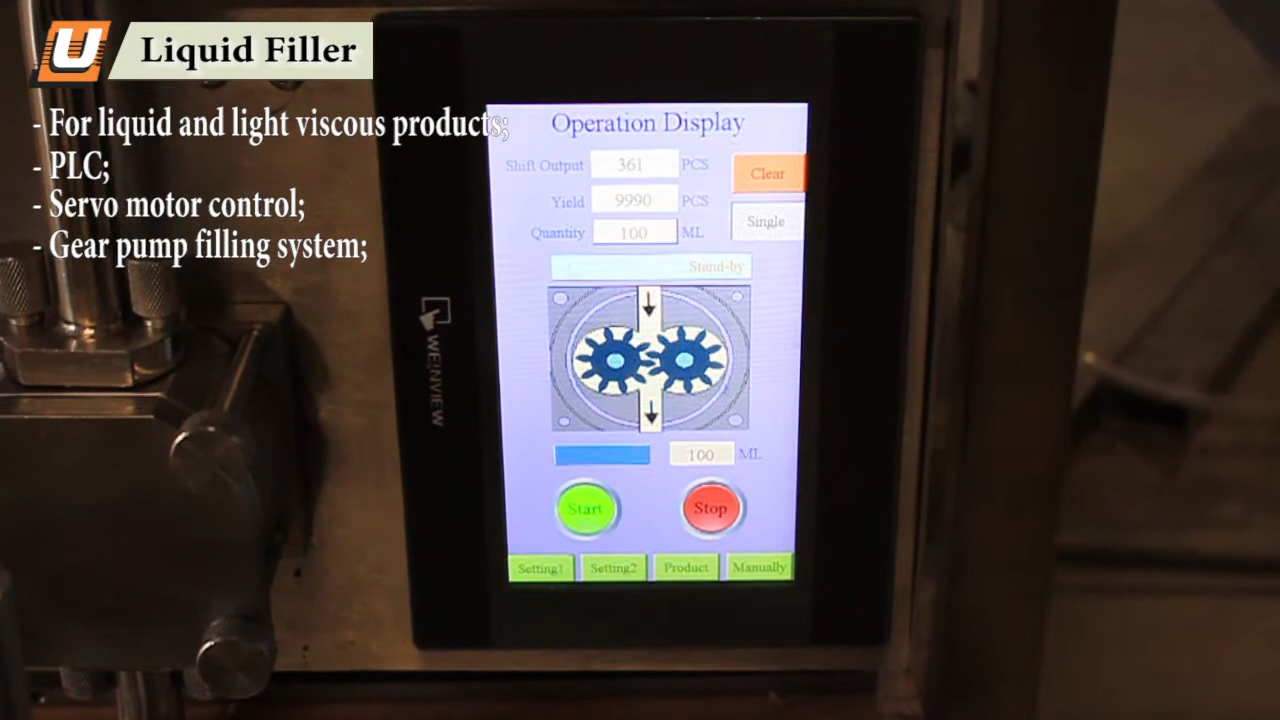 U
Liquid Filler
- For liquid and light viscous products;
- PLC;
- Servo motor control;
- Gear pump filling system;
Operation Display
Shift Output 361 PCS
Clear
Yield 9990 PCS
Single
Quantity 100 ML
Stand-by
WEINVIEW
100 ML
Start Stop
Setting1 Setting2 Product Manually